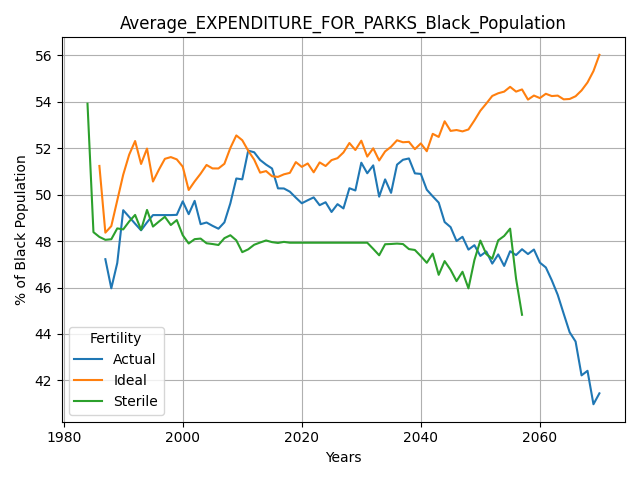 Average_EXPENDITURE_FOR_PARKS_Black_Population
% of Black Population
56
54
52
50
48
46
44
42
Fertility
Actual
Ideal
Sterile
1980
2000
2020
2040
2060
Years